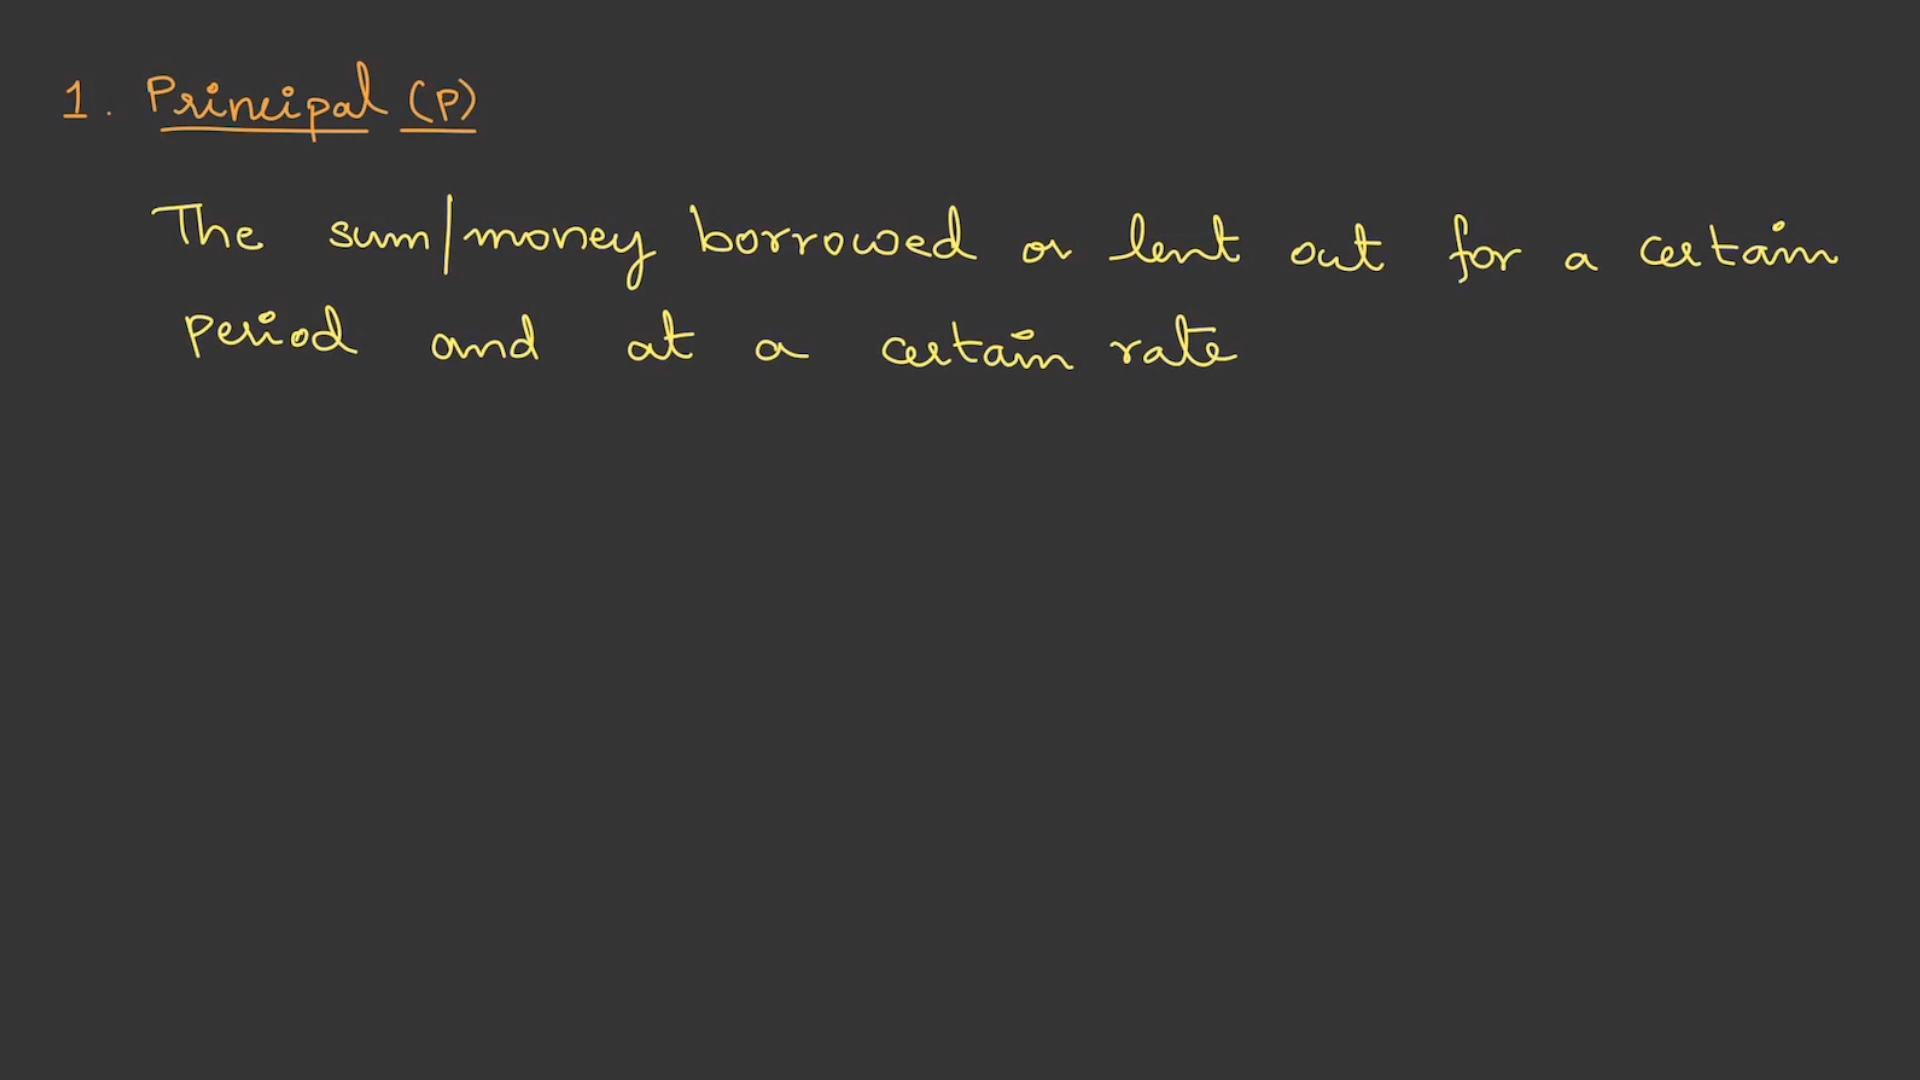 1. Principal (P)
The sum/money borrowed or lent out for a certain
period and at a certain rate